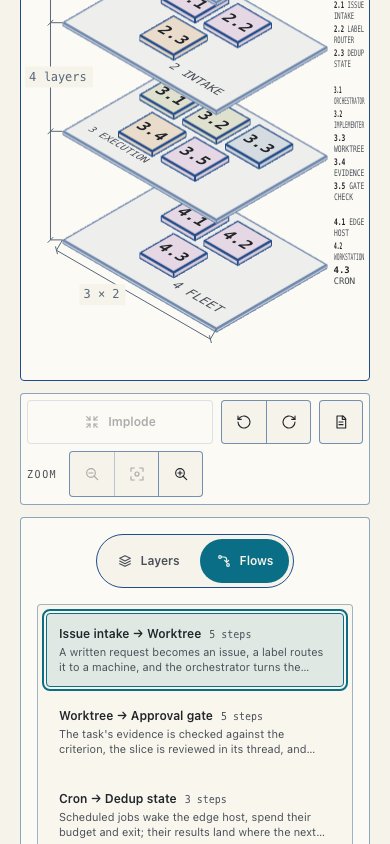 .1
2.2
2.3
2 INTAKE
2.1 ISSUE
INTAKE
2.2 LABEL
ROUTER
2.3 DEDUP
STATE
4 layers
3.1
3.2
3.3
3.4
3.5
3 EXECUTION
3.1
ORCHESTRATOR
3.2
IMPLEMENTER
3.3
WORKTREE
3.4
EVIDENCE
3.5 GATE
CHECK
4.1
4.2
4.3
4 FLEET
4.1 EDGE
HOST
4.2
WORKSTATION
4.3
CRON
3 × 2
Implode
ZOOM
Layers
Flows
Issue intake → Worktree 5 steps
A written request becomes an issue, a label routes
it to a machine, and the orchestrator turns the…
Worktree → Approval gate 5 steps
The task's evidence is checked against the
criterion, the slice is reviewed in its thread, and…
Cron → Dedup state 3 steps
Scheduled jobs wake the edge host, spend their
budget and exit; their results land where the next…